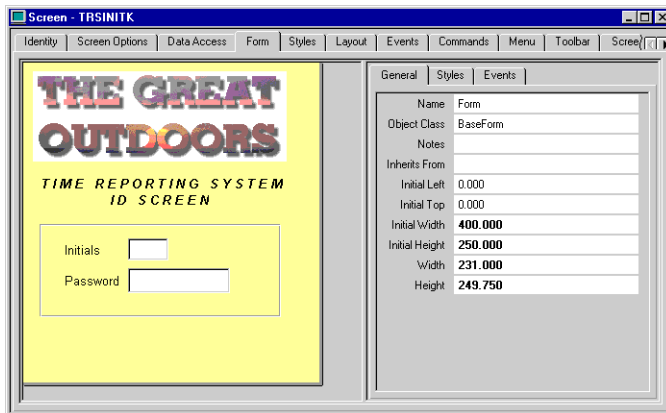 Screen - TRSINITK
Identity Screen Options Data Access Form Styles Layout Events Commands Menu Toolbar
THE GREAT
OUTDOORS
TIME REPORTING SYSTEM
ID SCREEN
Initials
Password
General Styles Events
Name Form
Object Class BaseForm
Notes
Inherits From
Initial Left 0.000
Initial Top 0.000
Initial Width 400.000
Initial Height 250.000
Width 231.000
Height 249.750